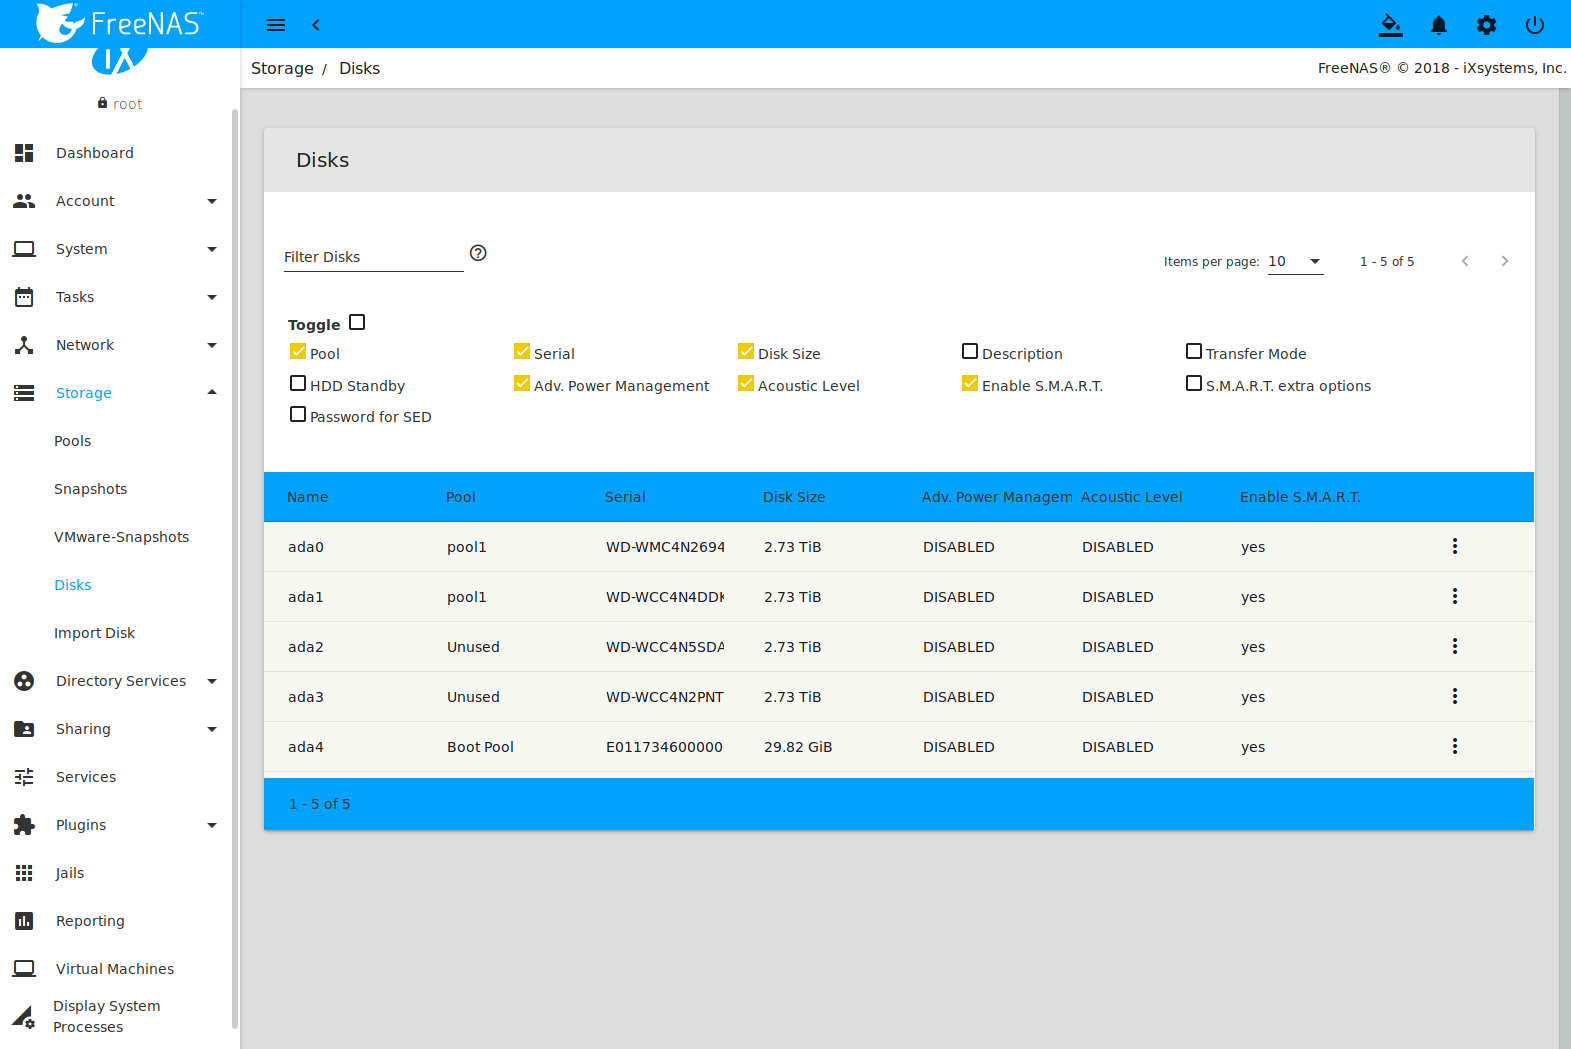 FreeNAS™
Storage / Disks
FreeNAS® © 2018 - iXsystems, Inc.
iX
root
Dashboard
Account
System
Tasks
Network
Storage
Pools
Snapshots
VMware-Snapshots
Disks
Import Disk
Directory Services
Sharing
Services
Plugins
Jails
Reporting
Virtual Machines
Display System
Processes
Disks
Filter Disks
Items per page: 10 1 - 5 of 5
Toggle
Pool Serial Disk Size Description Transfer Mode
HDD Standby Adv. Power Management Acoustic Level Enable S.M.A.R.T. S.M.A.R.T. extra options
Password for SED
Name Pool Serial Disk Size Adv. Power Managem Acoustic Level Enable S.M.A.R.T.
ada0 pool1 WD-WMC4N2694 2.73 TiB DISABLED DISABLED yes
ada1 pool1 WD-WCC4N4DDK 2.73 TiB DISABLED DISABLED yes
ada2 Unused WD-WCC4N5SDA 2.73 TiB DISABLED DISABLED yes
ada3 Unused WD-WCC4N2PNT 2.73 TiB DISABLED DISABLED yes
ada4 Boot Pool E011734600000 29.82 GiB DISABLED DISABLED yes
1 - 5 of 5